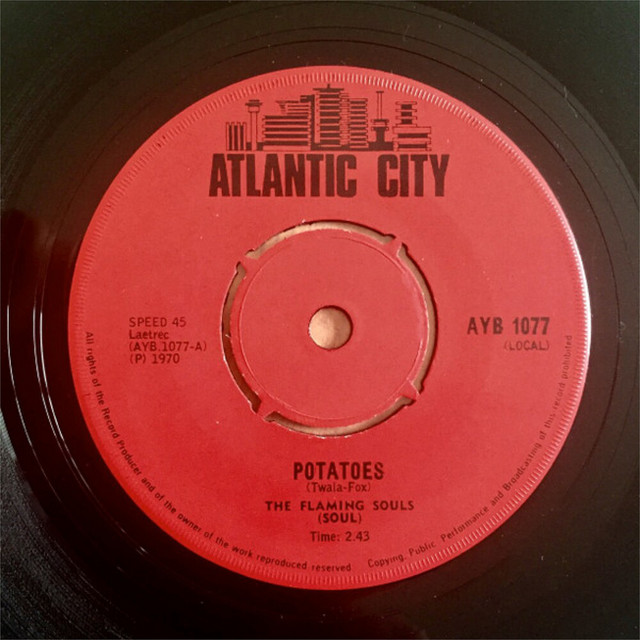 ATLANTIC CITY
SPEED 45
Laetrec
(AYB.1077-A)
(P) 1970
AYB 1077
(LOCAL)
POTATOES
(Twala-Fox)
THE FLAMING SOULS
(SOUL)
Time: 2.43
All rights of the Record Producer and of the owner of the work reproduced reserved Copying, Public Performance and Broadcasting of this record prohibited